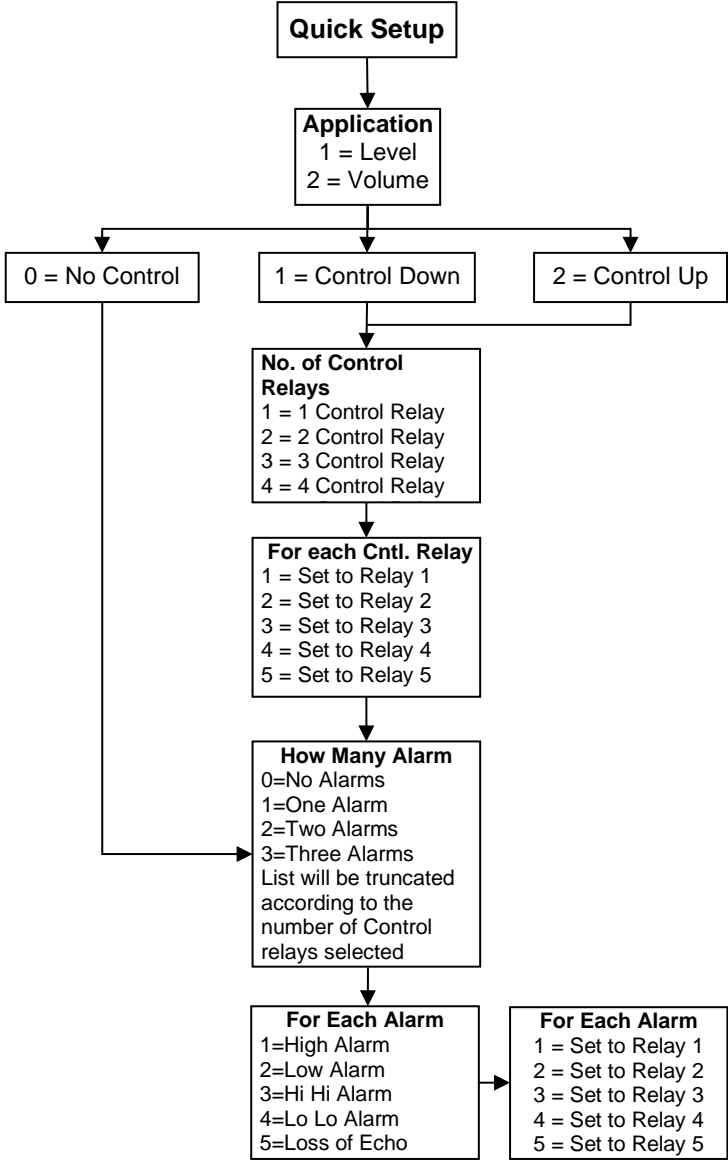 Quick Setup
Application
1 = Level
2 = Volume
0 = No Control
1 = Control Down
2 = Control Up
No. of Control
Relays
1 = 1 Control Relay
2 = 2 Control Relay
3 = 3 Control Relay
4 = 4 Control Relay
For each Cntl. Relay
1 = Set to Relay 1
2 = Set to Relay 2
3 = Set to Relay 3
4 = Set to Relay 4
5 = Set to Relay 5
How Many Alarm
0=No Alarms
1=One Alarm
2=Two Alarms
3=Three Alarms
List will be truncated
according to the
number of Control
relays selected
For Each Alarm
1=High Alarm
2=Low Alarm
3=Hi Hi Alarm
4=Lo Lo Alarm
5=Loss of Echo
For Each Alarm
1 = Set to Relay 1
2 = Set to Relay 2
3 = Set to Relay 3
4 = Set to Relay 4
5 = Set to Relay 5